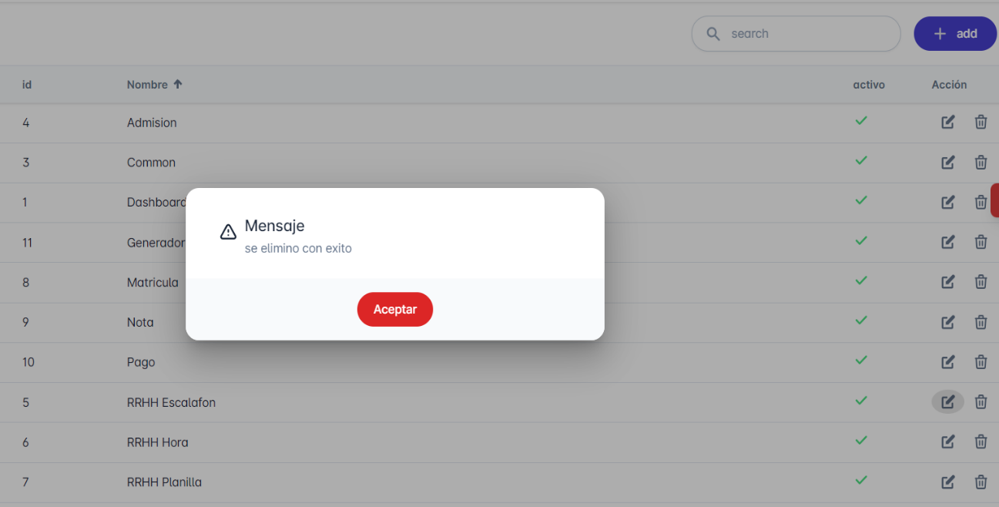 search
add
id Nombre activo Acción
4 Admision
3 Common
1 Dashboard
11 Generador
8 Matricula
9 Nota
10 Pago
5 RRHH Escalafon
6 RRHH Hora
7 RRHH Planilla
Mensaje
se elimino con exito
Aceptar